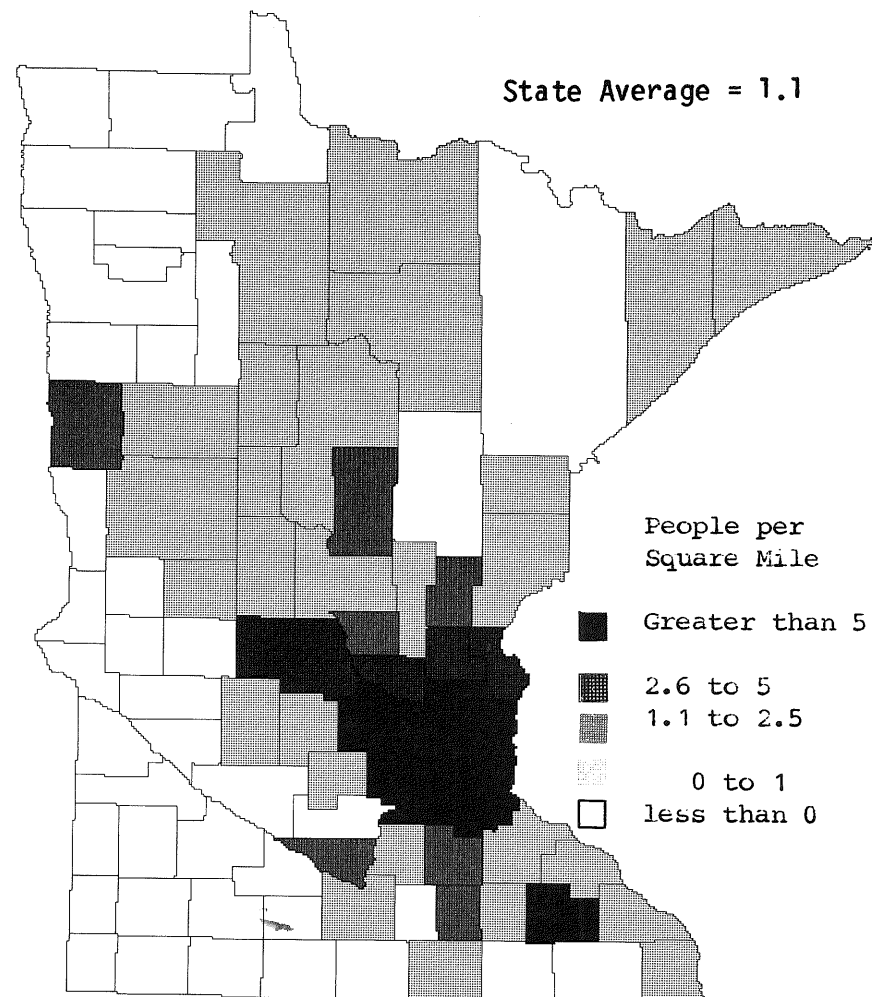 State Average = 1.1
People per
Square Mile
Greater than 5
2.6 to 5
1.1 to 2.5
0 to 1
less than 0